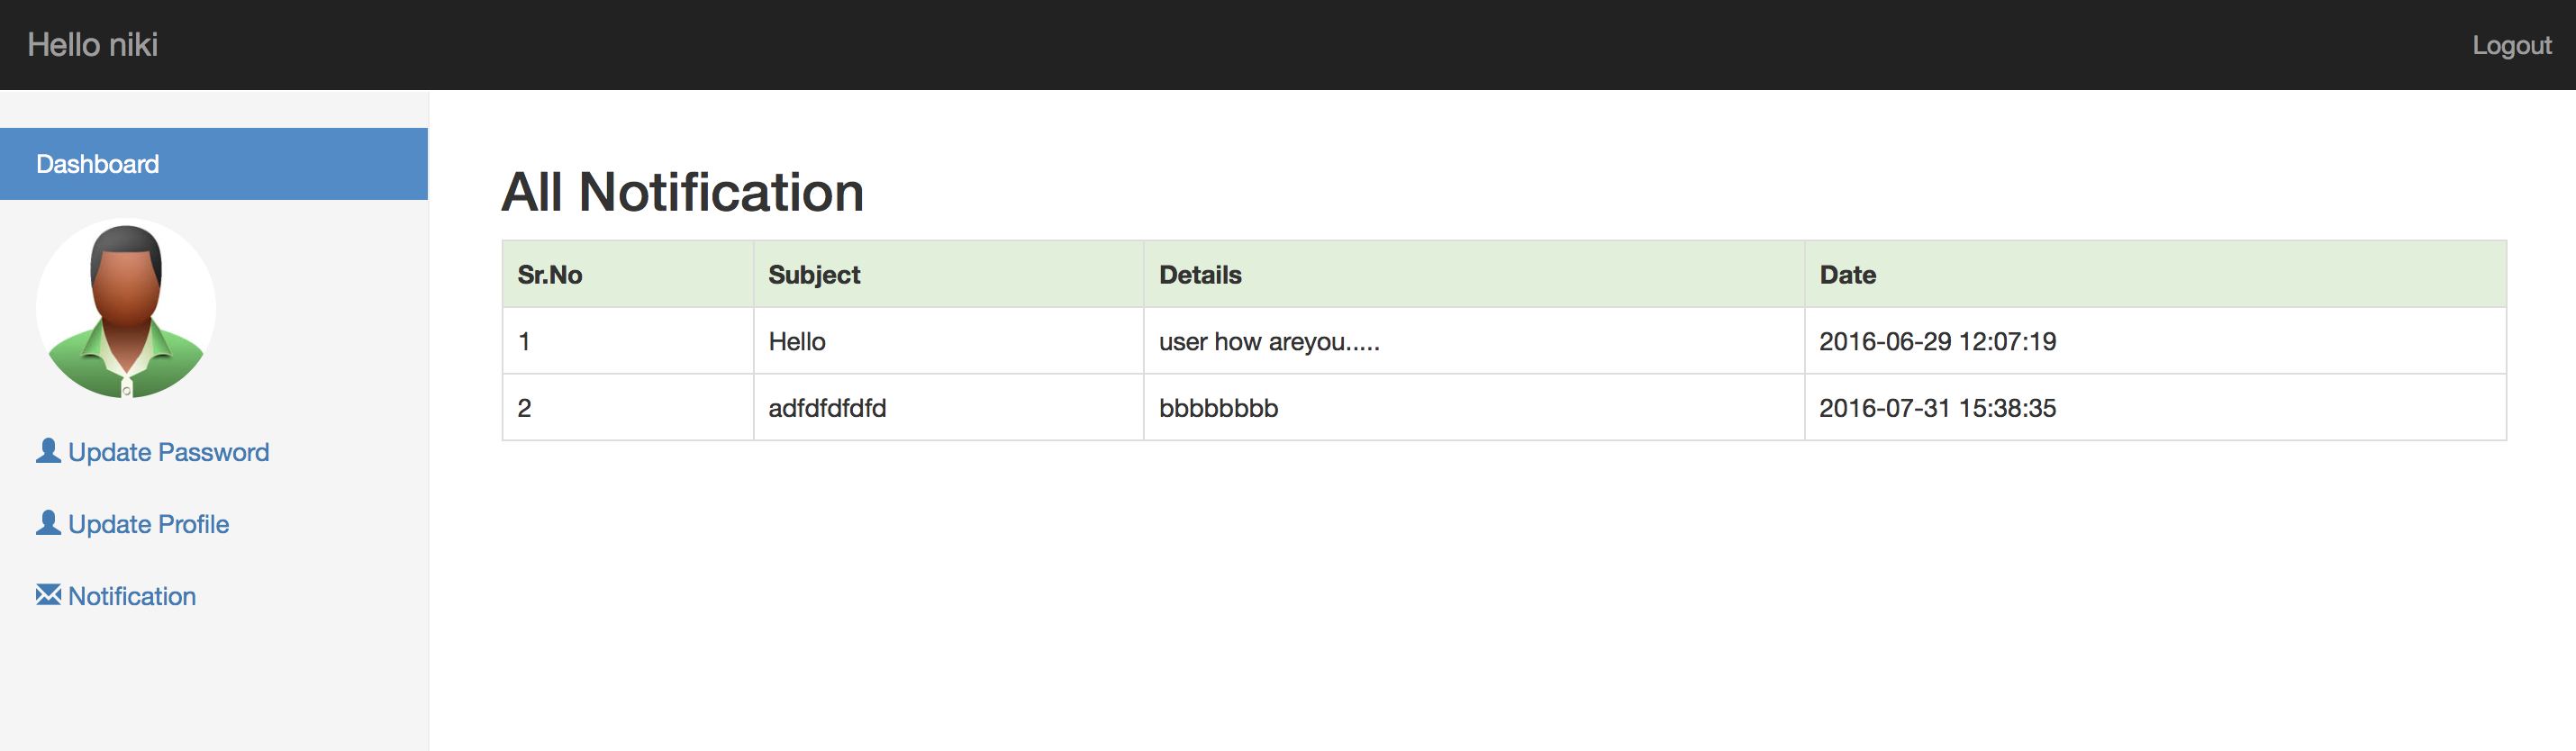 Hello niki
Logout
Dashboard
Update Password
Update Profile
Notification
All Notification
Sr.No Subject Details Date
1 Hello user how areyou..... 2016-06-29 12:07:19
2 adfdfdfdfd bbbbbbbb 2016-07-31 15:38:35